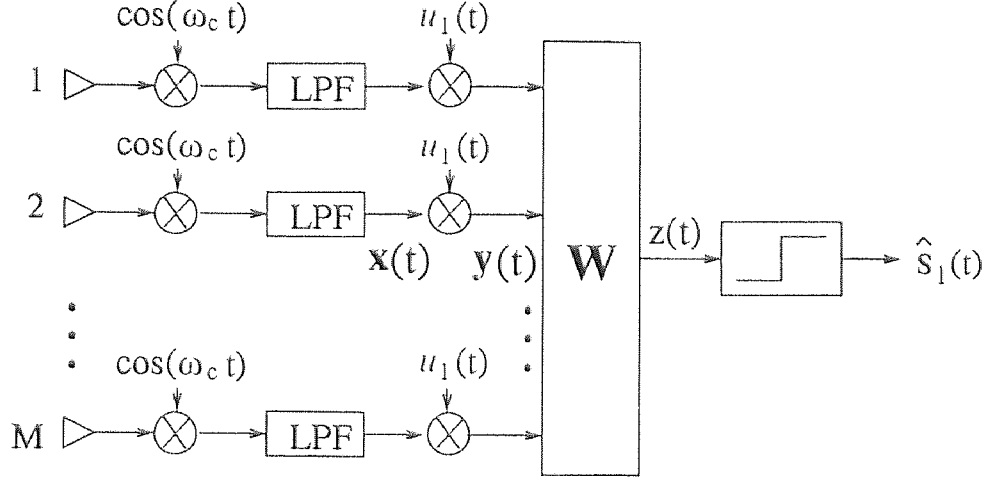 cos(ω_c t) u_1(t)
1 LPF
cos(ω_c t) u_1(t)
2 LPF
x(t) y(t) W z(t) ŝ_1(t)
cos(ω_c t) u_1(t)
M LPF